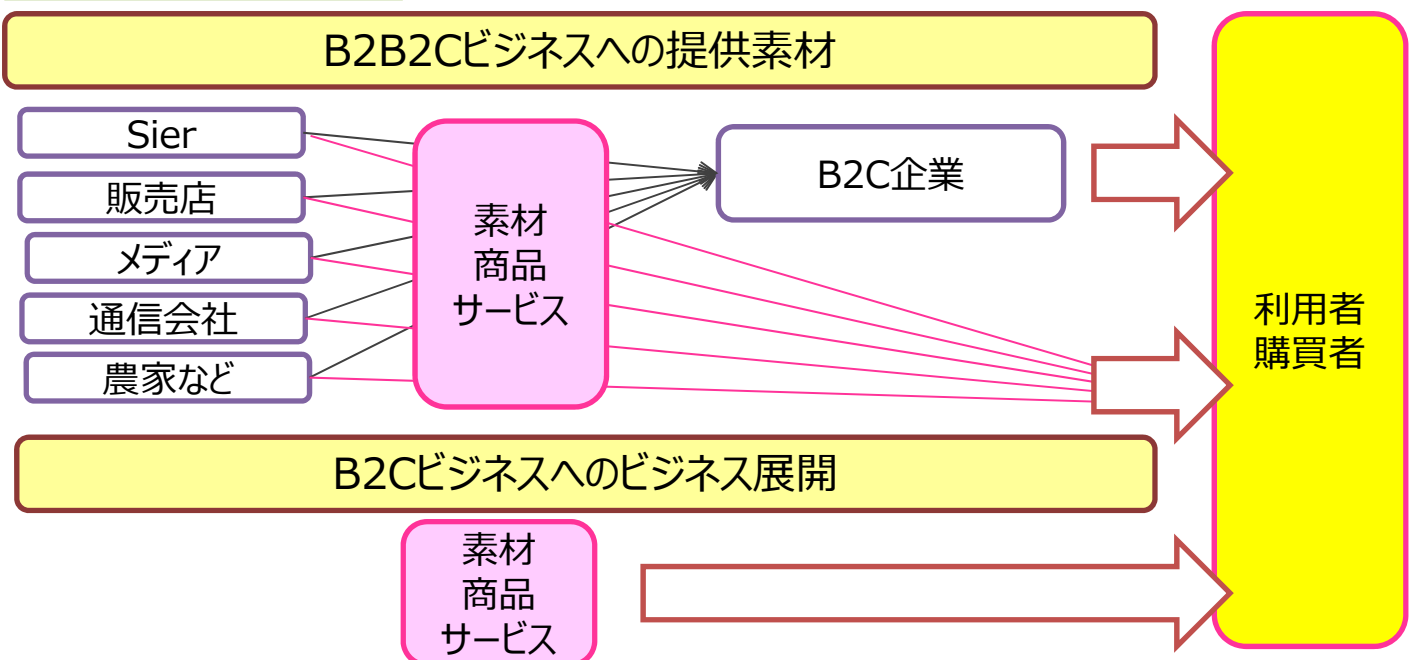 B2B2Cビジネスへの提供素材
Sier
販売店
メディア
通信会社
農家など
素材
商品
サービス
B2C企業
利用者
購買者
B2Cビジネスへのビジネス展開
素材
商品
サービス